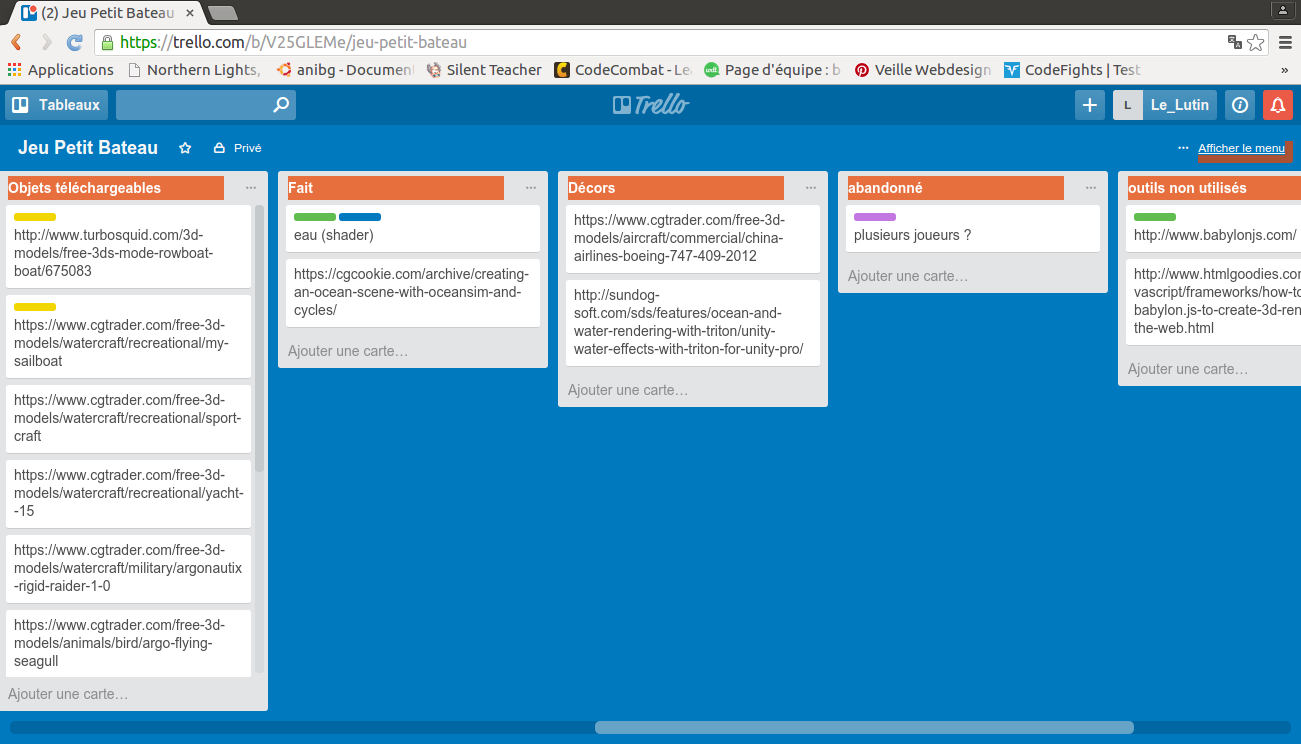 (2) Jeu Petit Bateau
https://trello.com/b/V25GLEMe/jeu-petit-bateau
Applications
Northern Lights,
anibg - Documen
Silent Teacher
CodeCombat - Le
Page d'équipe : b
Veille Webdesign
CodeFights | Test
»
Tableaux
Trello
L
Le_Lutin
Jeu Petit Bateau
Privé
Afficher le menu
Objets téléchargeables
http://www.turbosquid.com/3d-
models/free-3ds-mode-rowboat-
boat/675083
https://www.cgtrader.com/free-3d-
models/watercraft/recreational/my-
sailboat
https://www.cgtrader.com/free-3d-
models/watercraft/recreational/sport-
craft
https://www.cgtrader.com/free-3d-
models/watercraft/recreational/yacht-
-15
https://www.cgtrader.com/free-3d-
models/watercraft/military/argonautix
-rigid-raider-1-0
https://www.cgtrader.com/free-3d-
models/animals/bird/argo-flying-
seagull
Ajouter une carte…
Fait
eau (shader)
https://cgcookie.com/archive/creating-
an-ocean-scene-with-oceansim-and-
cycles/
Ajouter une carte…
Décors
https://www.cgtrader.com/free-3d-
models/aircraft/commercial/china-
airlines-boeing-747-409-2012
http://sundog-
soft.com/sds/features/ocean-and-
water-rendering-with-triton/unity-
water-effects-with-triton-for-unity-pro/
Ajouter une carte…
abandonné
plusieurs joueurs ?
Ajouter une carte…
outils non utilisés
http://www.babylonjs.com/
http://www.htmlgoodies.com
vascript/frameworks/how-to
babylon.js-to-create-3d-ren
the-web.html
Ajouter une carte…